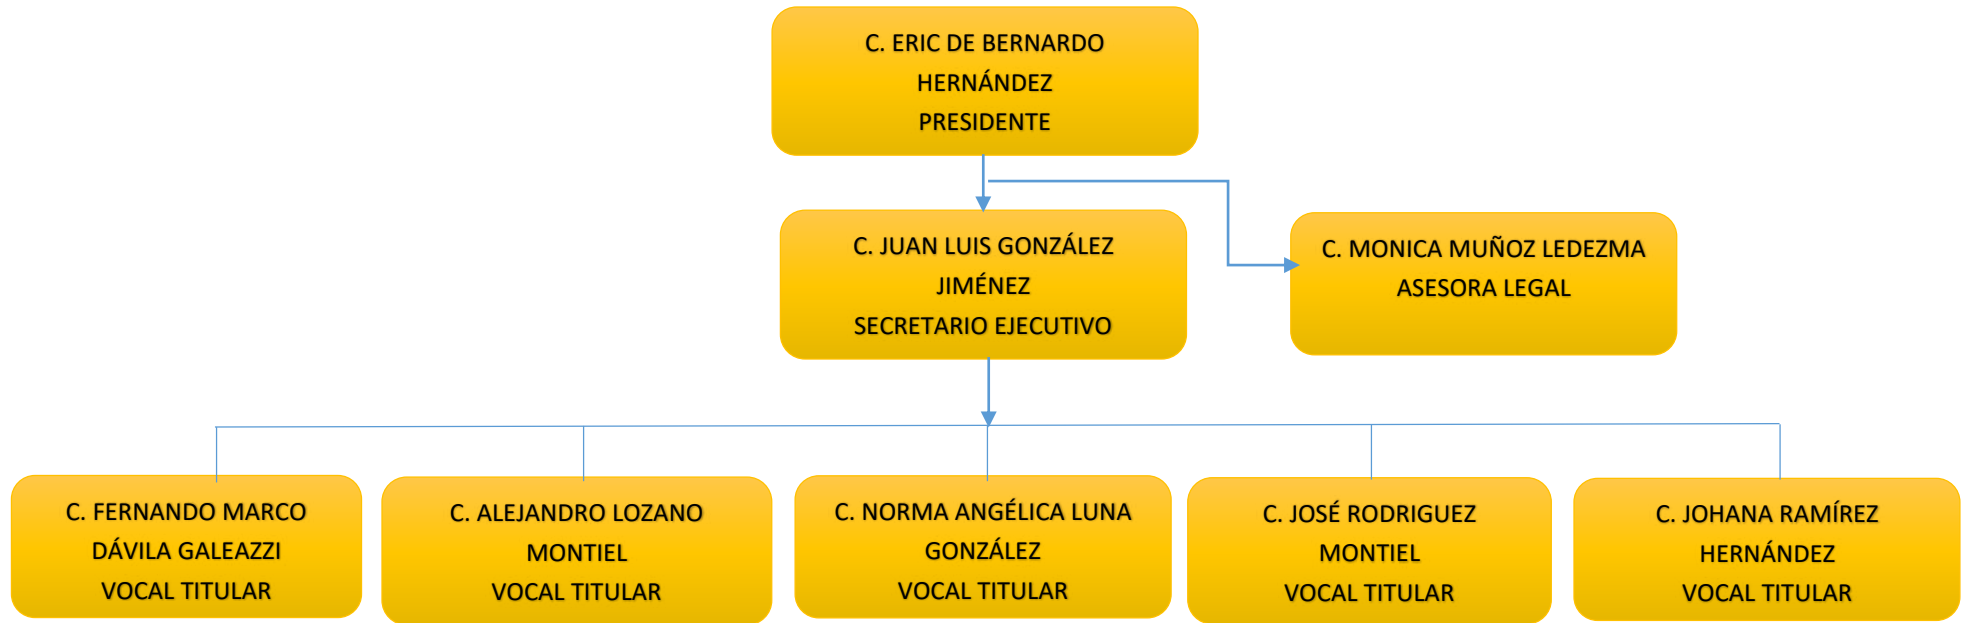 C. ERIC DE BERNARDO
HERNÁNDEZ
PRESIDENTE
C. JUAN LUIS GONZÁLEZ
JIMÉNEZ
SECRETARIO EJECUTIVO
C. MONICA MUÑOZ LEDEZMA
ASESORA LEGAL
C. FERNANDO MARCO
DÁVILA GALEAZZI
VOCAL TITULAR
C. ALEJANDRO LOZANO
MONTIEL
VOCAL TITULAR
C. NORMA ANGÉLICA LUNA
GONZÁLEZ
VOCAL TITULAR
C. JOSÉ RODRIGUEZ
MONTIEL
VOCAL TITULAR
C. JOHANA RAMÍREZ
HERNÁNDEZ
VOCAL TITULAR